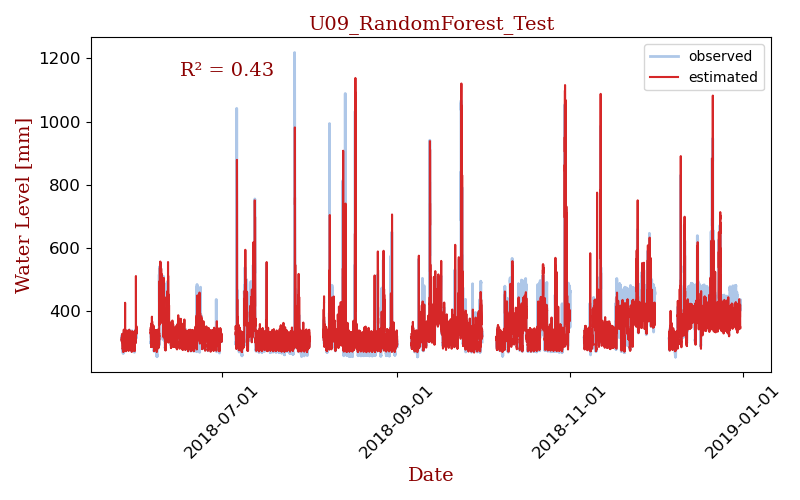 U09_RandomForest_Test
R² = 0.43
observed
estimated
Water Level [mm]
1200
1000
800
600
400
2018-07-01
2018-09-01
2018-11-01
2019-01-01
Date